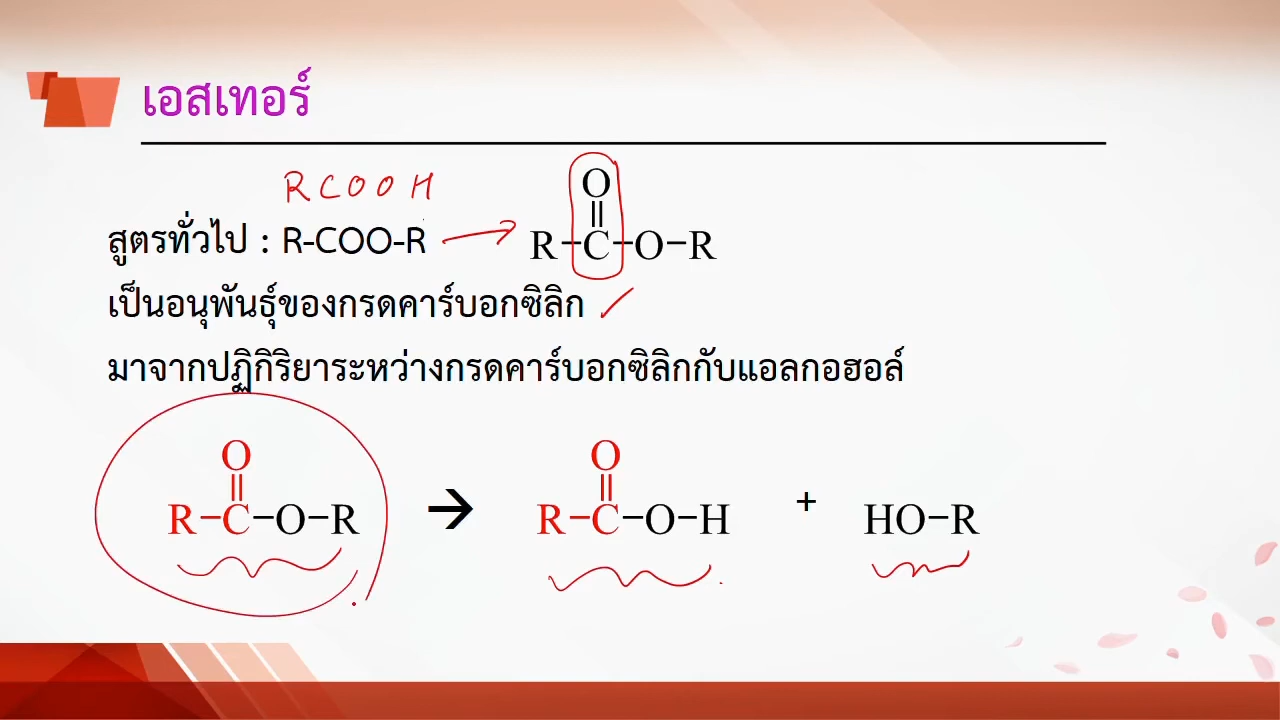 เอสเทอร์
RCOOH
สูตรทั่วไป : R-COO-R
O
R-C-O-R
เป็นอนุพันธุ์ของกรดคาร์บอกซิลิก
มาจากปฏิกิริยาระหว่างกรดคาร์บอกซิลิกกับแอลกอฮอล์
O O
R-C-O-R → R-C-O-H + HO-R